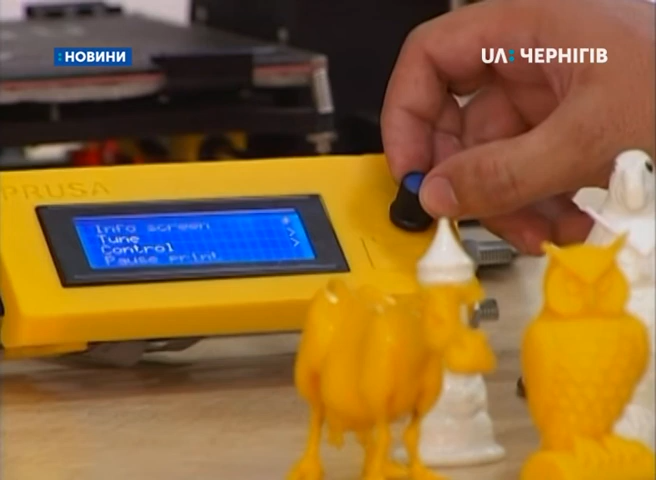 НОВИНИ
UA: ЧЕРНІГІВ
PRUSA
Info screen
Tune
Control
Pause print